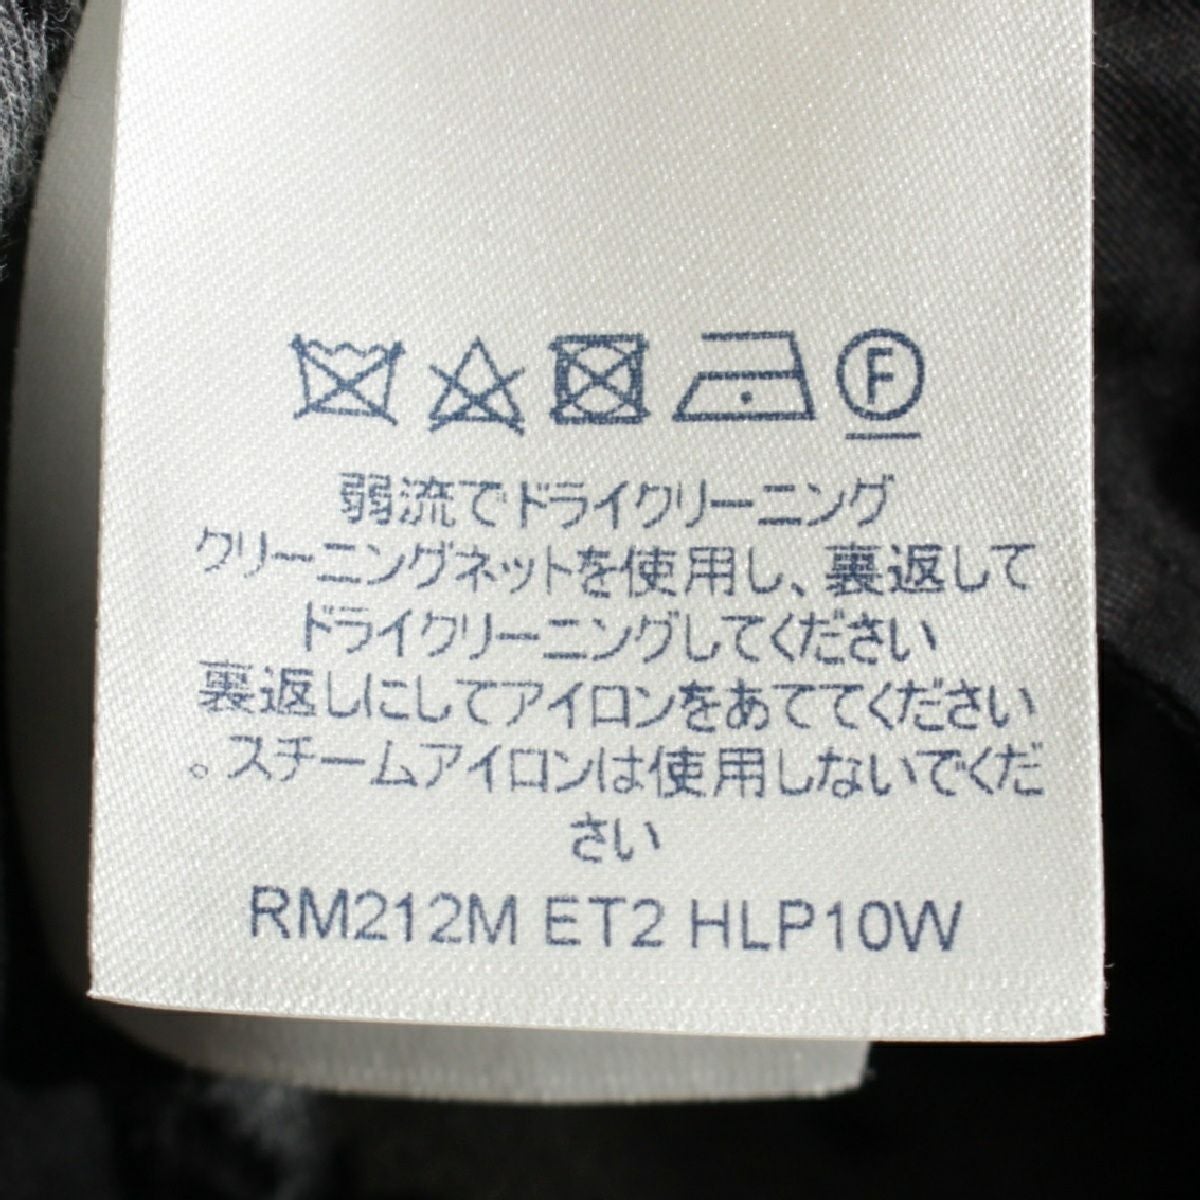 F
弱流でドライクリーニング
クリーニングネットを使用し、裏返して
ドライクリーニングしてください
裏返しにしてアイロンをあててください
。スチームアイロンは使用しないでくだ
さい
RM212M ET2 HLP10W